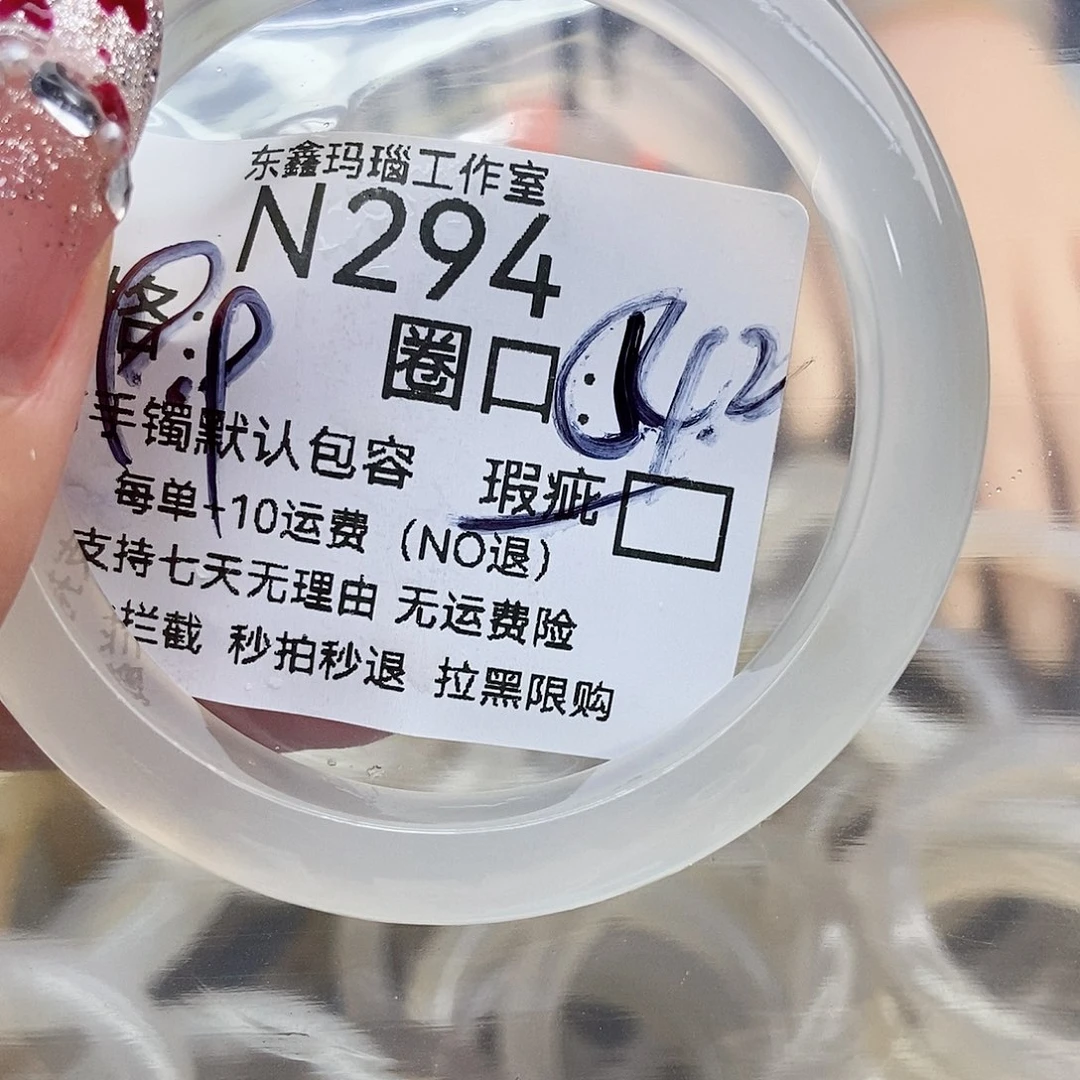 东鑫玛瑙工作室
N294
格:
圈口:
手镯默认包容 瑕疵
每单-10运费（NO退）
支持七天无理由 无运费险
拦截 秒拍秒退 拉黑限购